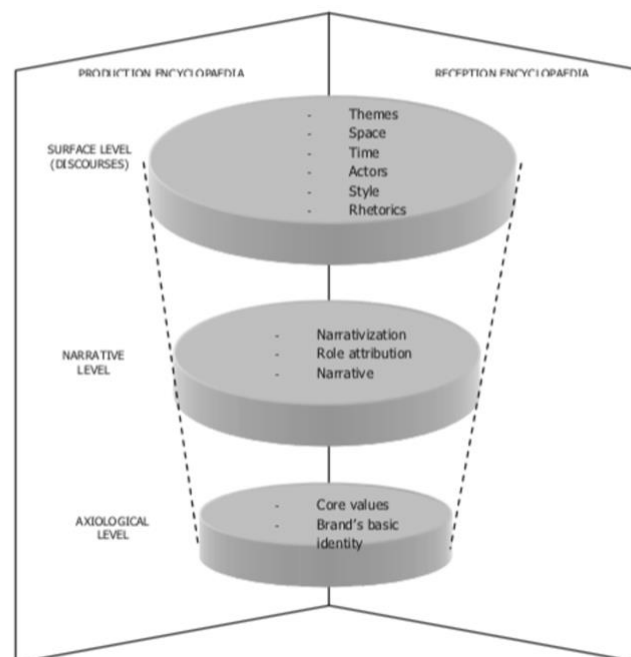 PRODUCTION ENCYCLOPAEDIA
RECEPTION ENCYCLOPAEDIA
SURFACE LEVEL
(DISCOURSES)
- Themes
- Space
- Time
- Actors
- Style
- Rhetorics
NARRATIVE
LEVEL
- Narrativization
- Role attribution
- Narrative
AXIOLOGICAL
LEVEL
- Core values
- Brand's basic
identity